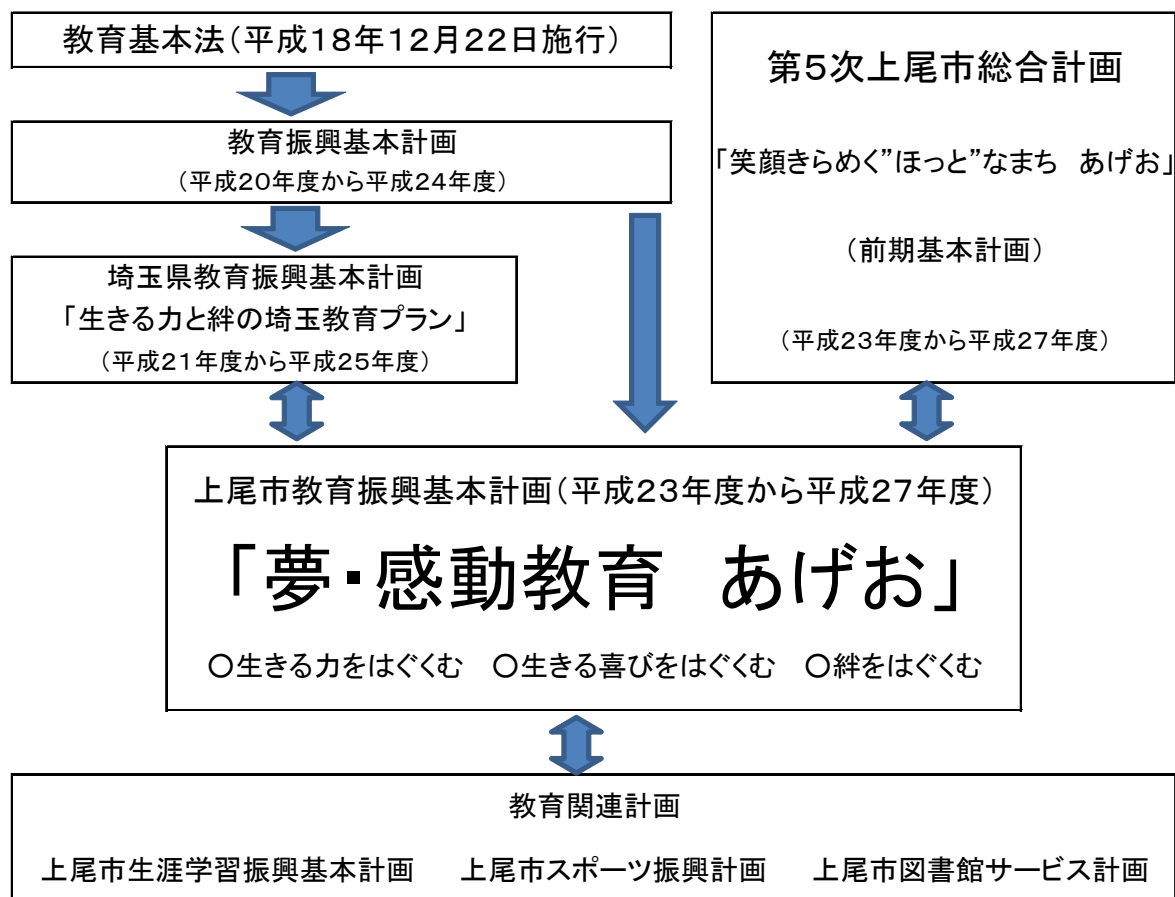 教育基本法(平成18年12月22日施行)
教育振興基本計画
(平成20年度から平成24年度)
埼玉県教育振興基本計画
「生きる力と絆の埼玉教育プラン」
(平成21年度から平成25年度)
第5次上尾市総合計画
「笑顔きらめく”ほっと”なまち　あげお」
(前期基本計画)
(平成23年度から平成27年度)
上尾市教育振興基本計画(平成23年度から平成27年度)
「夢・感動教育　あげお」
○生きる力をはぐくむ　○生きる喜びをはぐくむ　○絆をはぐくむ
教育関連計画
上尾市生涯学習振興基本計画　上尾市スポーツ振興計画　上尾市図書館サービス計画